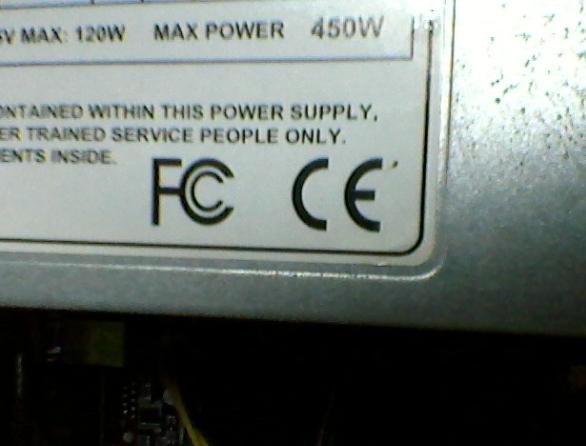 5V MAX: 120W MAX POWER 450W
ONTAINED WITHIN THIS POWER SUPPLY,
ER TRAINED SERVICE PEOPLE ONLY.
ENTS INSIDE.
FC CE